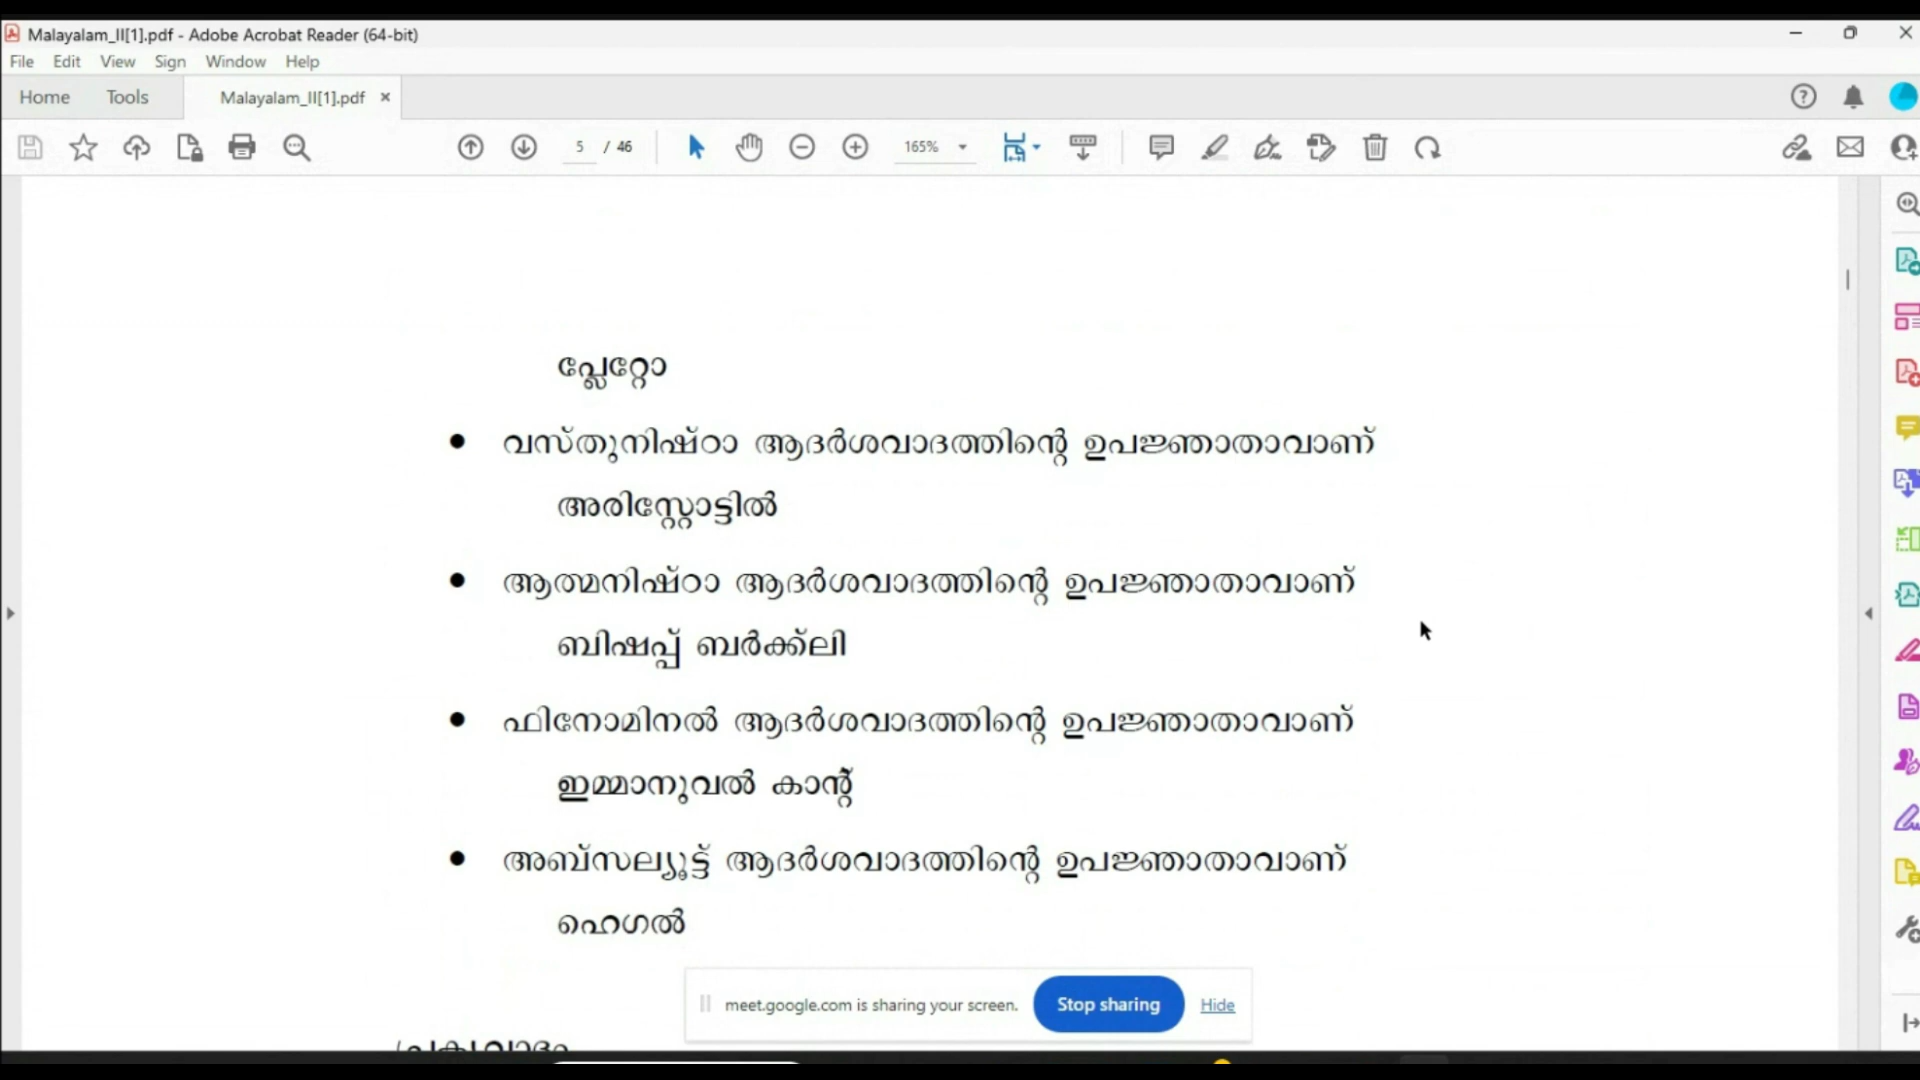 Malayalam_II[1].pdf - Adobe Acrobat Reader (64-bit)
File Edit View Sign Window Help
Home Tools Malayalam_II[1].pdf ×
5 / 46 165%
പ്ലേറ്റോ
• വസ്തുനിഷ്ഠാ ആദർശവാദത്തിന്റെ ഉപജ്ഞാതാവാണ്
അരിസ്റ്റോട്ടിൽ
• ആത്മനിഷ്ഠാ ആദർശവാദത്തിന്റെ ഉപജ്ഞാതാവാണ്
ബിഷപ്പ് ബർക്ക്ലി
• ഫിനോമിനൽ ആദർശവാദത്തിന്റെ ഉപജ്ഞാതാവാണ്
ഇമ്മാനുവൽ കാന്റ്
• അബ്സല്യൂട്ട് ആദർശവാദത്തിന്റെ ഉപജ്ഞാതാവാണ്
ഹെഗൽ
meet.google.com is sharing your screen. Stop sharing Hide